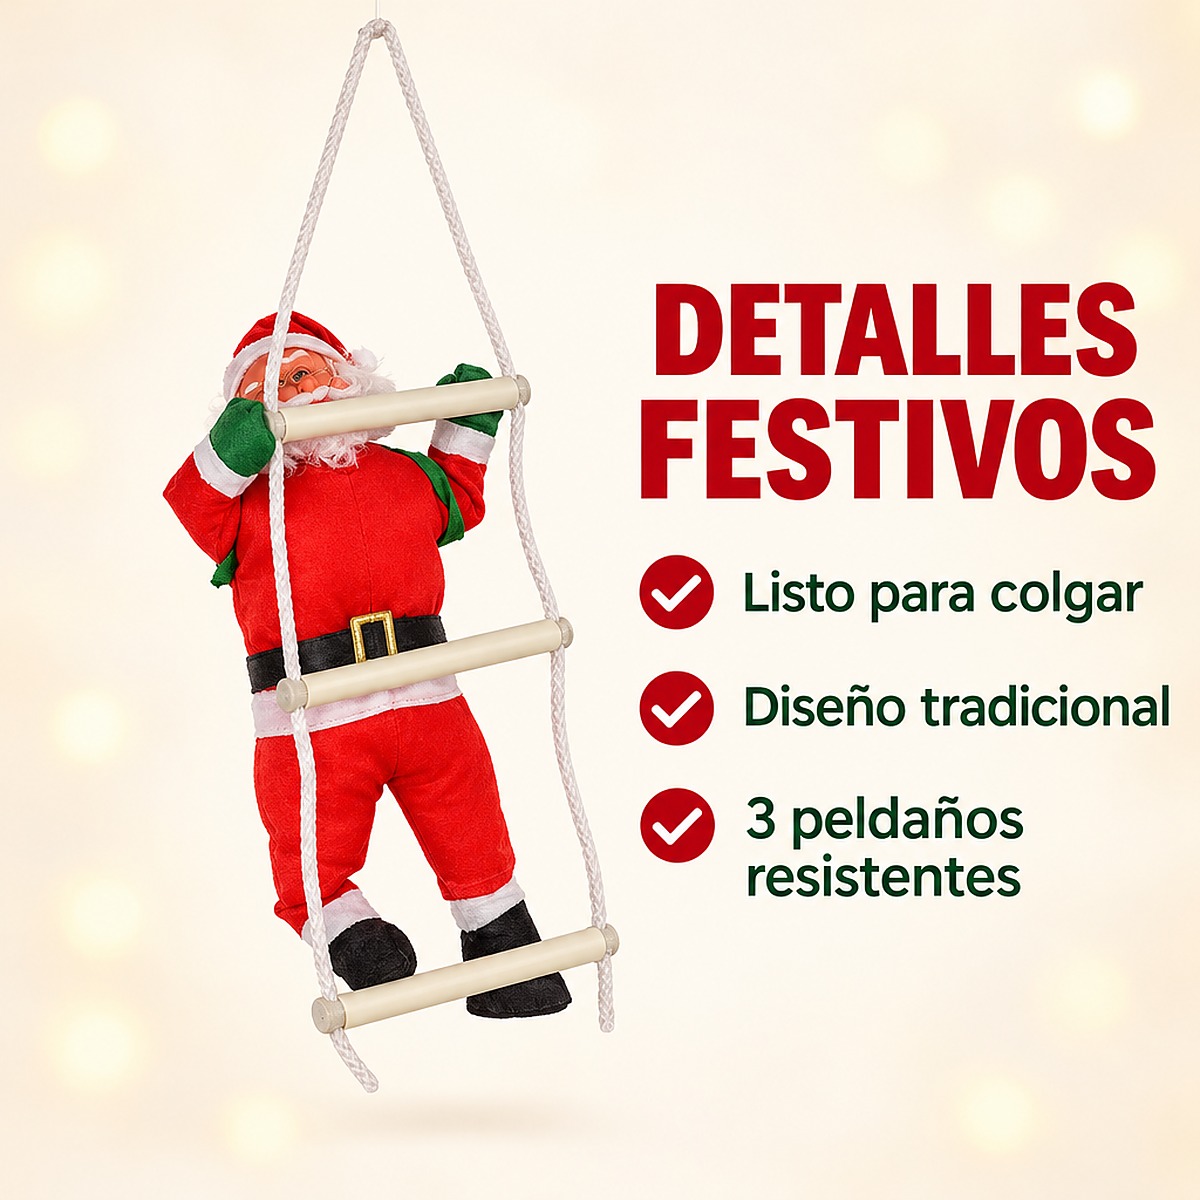 DETALLES
FESTIVOS
Listo para colgar
Diseño tradicional
3 peldaños
resistentes